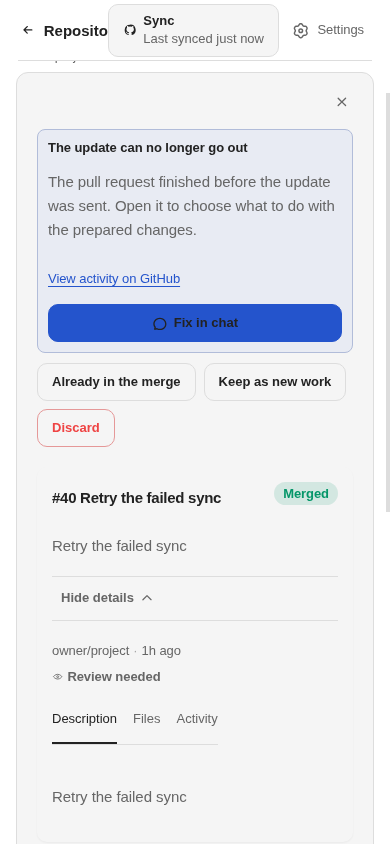 Reposito
Sync
Last synced just now
Settings
The update can no longer go out
The pull request finished before the update
was sent. Open it to choose what to do with
the prepared changes.
View activity on GitHub
Fix in chat
Already in the merge
Keep as new work
Discard
#40 Retry the failed sync
Merged
Retry the failed sync
Hide details
owner/project · 1h ago
Review needed
Description
Files
Activity
Retry the failed sync